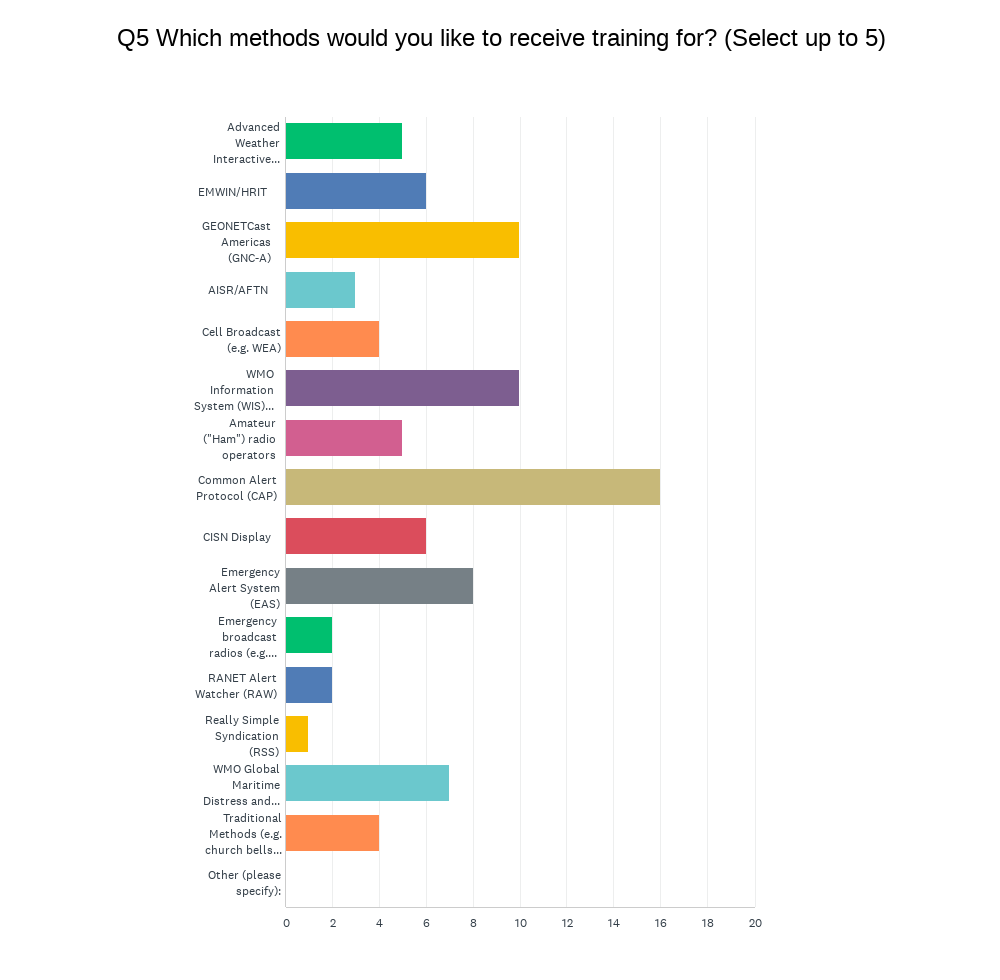 Q5 Which methods would you like to receive training for? (Select up to 5)
Advanced
Weather
Interactive...
EMWIN/HRIT
GEONETCast
Americas
(GNC-A)
AISR/AFTN
Cell Broadcast
(e.g. WEA)
WMO
Information
System (WIS)...
Amateur
("Ham") radio
operators
Common Alert
Protocol (CAP)
CISN Display
Emergency
Alert System
(EAS)
Emergency
broadcast
radios (e.g....
RANET Alert
Watcher (RAW)
Really Simple
Syndication
(RSS)
WMO Global
Maritime
Distress and...
Traditional
Methods (e.g.
church bells...
Other (please
specify):
0 2 4 6 8 10 12 14 16 18 20